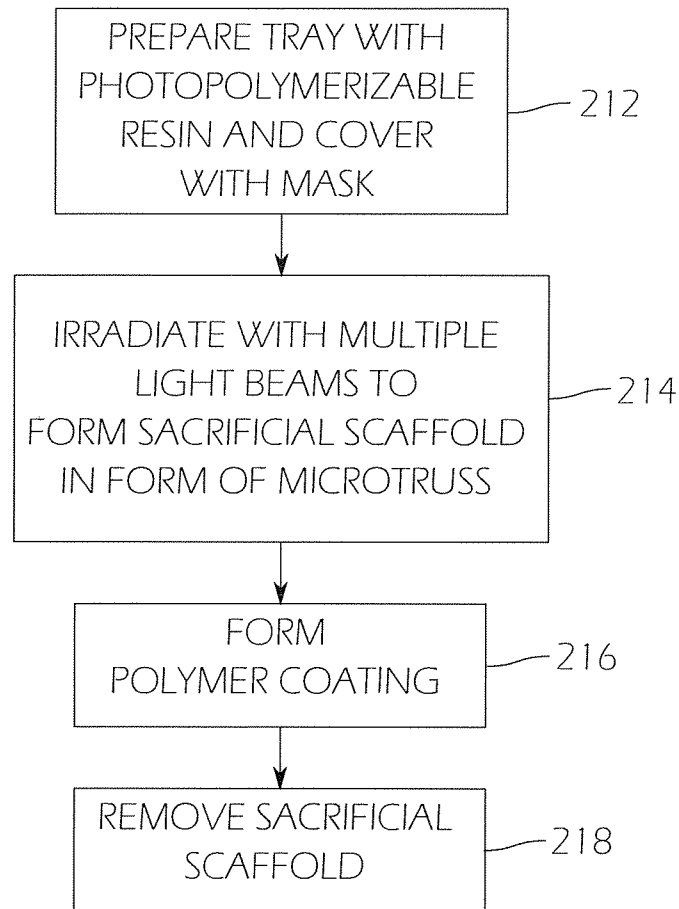 PREPARE TRAY WITH
PHOTOPOLYMERIZABLE
RESIN AND COVER
WITH MASK
212
IRRADIATE WITH MULTIPLE
LIGHT BEAMS TO
FORM SACRIFICIAL SCAFFOLD
IN FORM OF MICROTRUSS
214
FORM
POLYMER COATING
216
REMOVE SACRIFICIAL
SCAFFOLD
218